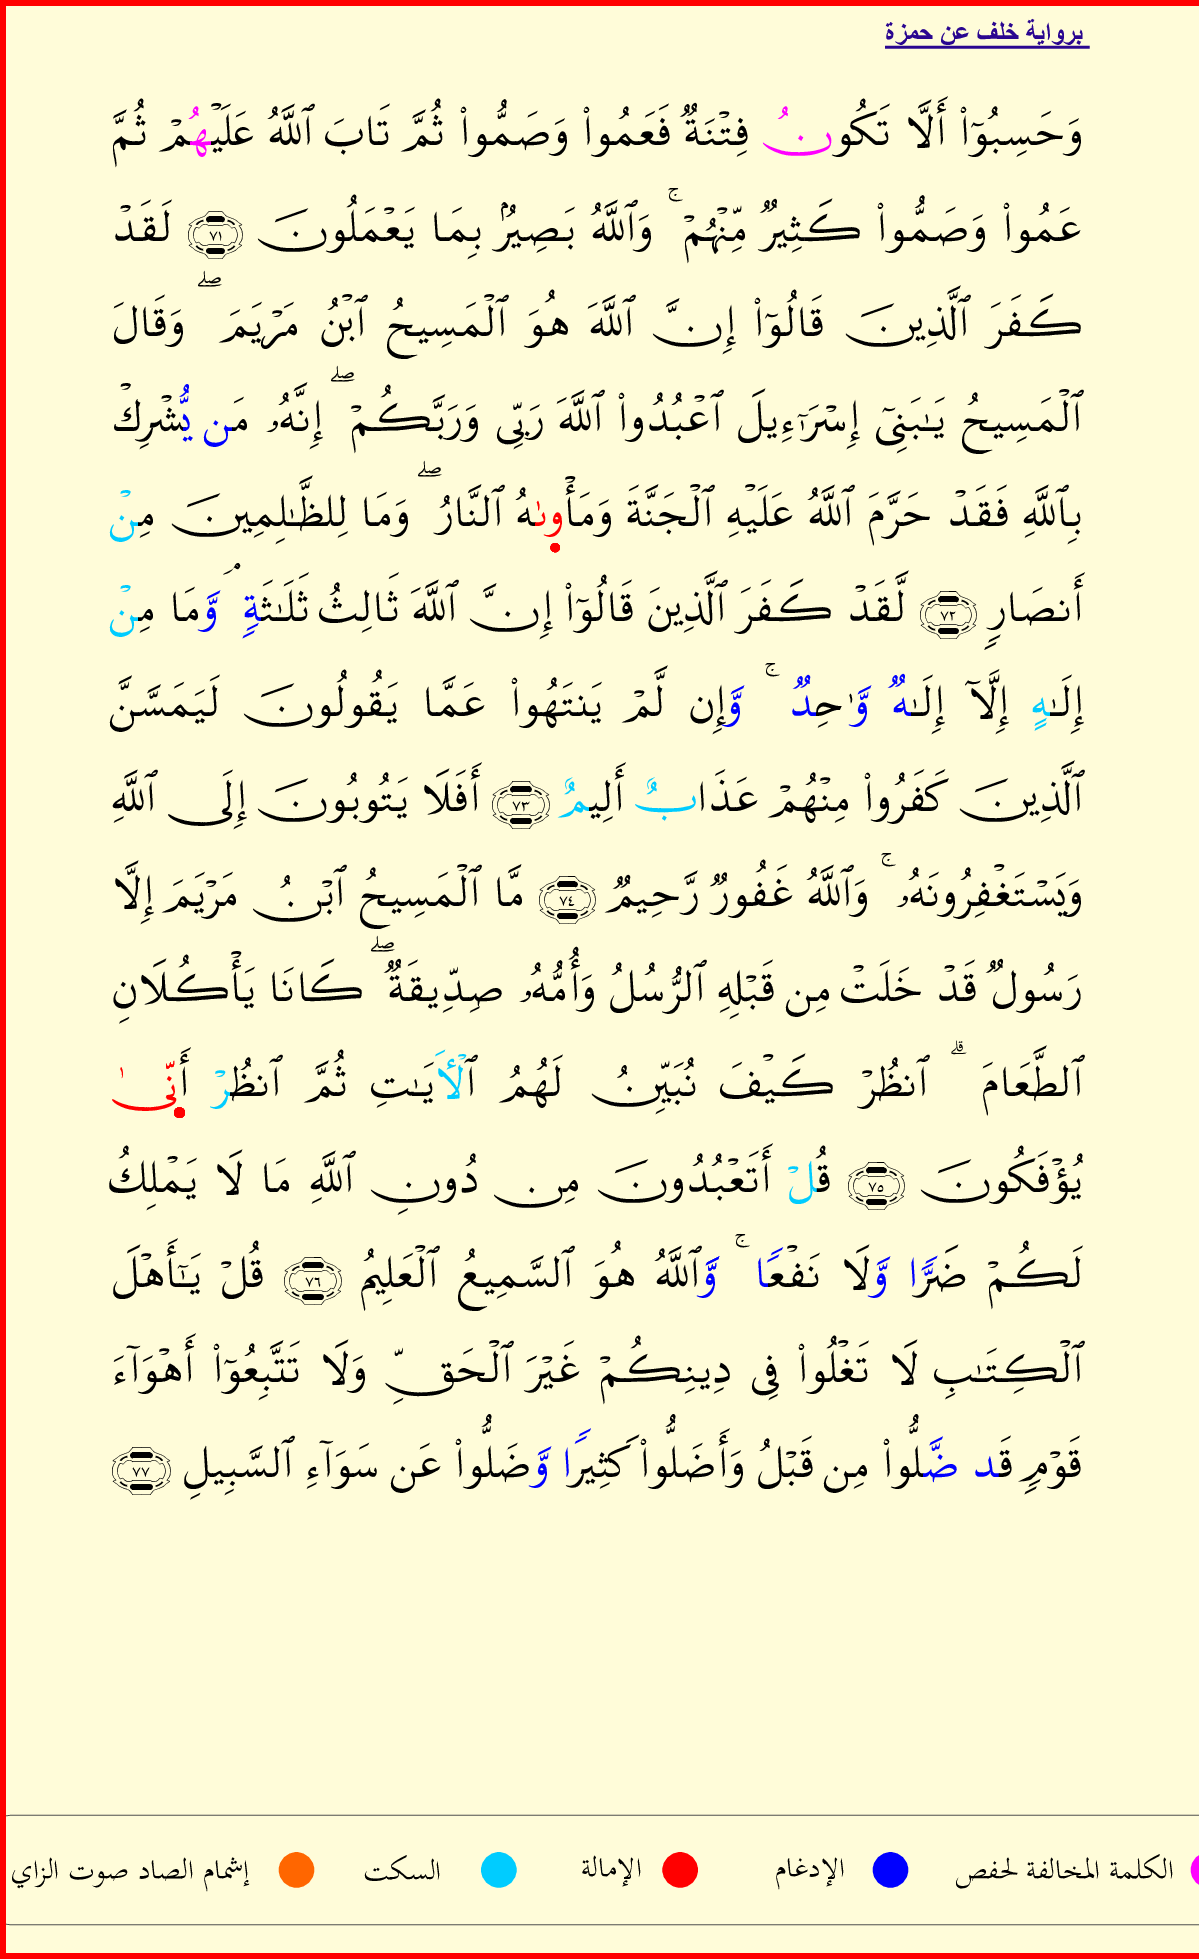 برواية خلف عن حمزة
وَحَسِبُوٓا۟ أَلَّا تَكُونُ فِتْنَةٌ فَعَمُوا۟ وَصَمُّوا۟ ثُمَّ تَابَ ٱللَّهُ عَلَيْهُمْ ثُمَّ
عَمُوا۟ وَصَمُّوا۟ كَثِيرٌ مِّنْهُمْ ۚ وَٱللَّهُ بَصِيرٌۢ بِمَا يَعْمَلُونَ ٧١ لَقَدْ
كَفَرَ ٱلَّذِينَ قَالُوٓا۟ إِنَّ ٱللَّهَ هُوَ ٱلْمَسِيحُ ٱبْنُ مَرْيَمَ ۖ وَقَالَ
ٱلْمَسِيحُ يَـٰبَنِىٓ إِسْرَٰٓءِيلَ ٱعْبُدُوا۟ ٱللَّهَ رَبِّى وَرَبَّكُمْ ۖ إِنَّهُۥ مَن يُّشْرِكْ
بِٱللَّهِ فَقَدْ حَرَّمَ ٱللَّهُ عَلَيْهِ ٱلْجَنَّةَ وَمَأْوىٰهُ ٱلنَّارُ ۖ وَمَا لِلظَّـٰلِمِينَ مِنْ
أَنصَارٍ ٧٢ لَّقَدْ كَفَرَ ٱلَّذِينَ قَالُوٓا۟ إِنَّ ٱللَّهَ ثَالِثُ ثَلَـٰثَةٍ ۘ وَّمَا مِنْ
إِلَـٰهٍ إِلَّآ إِلَـٰهٌ وَّٰحِدٌ ۚ وَّإِن لَّمْ يَنتَهُوا۟ عَمَّا يَقُولُونَ لَيَمَسَّنَّ
ٱلَّذِينَ كَفَرُوا۟ مِنْهُمْ عَذَابٌ أَلِيمٌ ٧٣ أَفَلَا يَتُوبُونَ إِلَى ٱللَّهِ
وَيَسْتَغْفِرُونَهُۥ ۚ وَٱللَّهُ غَفُورٌ رَّحِيمٌ ٧٤ مَّا ٱلْمَسِيحُ ٱبْنُ مَرْيَمَ إِلَّا
رَسُولٌ قَدْ خَلَتْ مِن قَبْلِهِ ٱلرُّسُلُ وَأُمُّهُۥ صِدِّيقَةٌ ۖ كَانَا يَأْكُلَانِ
ٱلطَّعَامَ ۗ ٱنظُرْ كَيْفَ نُبَيِّنُ لَهُمُ ٱلْأَيَـٰتِ ثُمَّ ٱنظُرْ أَنِّىٰ
يُؤْفَكُونَ ٧٥ قُلْ أَتَعْبُدُونَ مِن دُونِ ٱللَّهِ مَا لَا يَمْلِكُ
لَكُمْ ضَرًّا وَّلَا نَفْعًا ۚ وَّٱللَّهُ هُوَ ٱلسَّمِيعُ ٱلْعَلِيمُ ٧٦ قُلْ يَـٰٓأَهْلَ
ٱلْكِتَـٰبِ لَا تَغْلُوا۟ فِى دِينِكُمْ غَيْرَ ٱلْحَقِّ وَلَا تَتَّبِعُوٓا۟ أَهْوَآءَ
قَوْمٍ قَد ضَّلُّوا۟ مِن قَبْلُ وَأَضَلُّوا۟ كَثِيرًا وَّضَلُّوا۟ عَن سَوَآءِ ٱلسَّبِيلِ ٧٧
الكلمة المخالفة لحفص الإدغام الإمالة السكت إشمام الصاد صوت الزاي